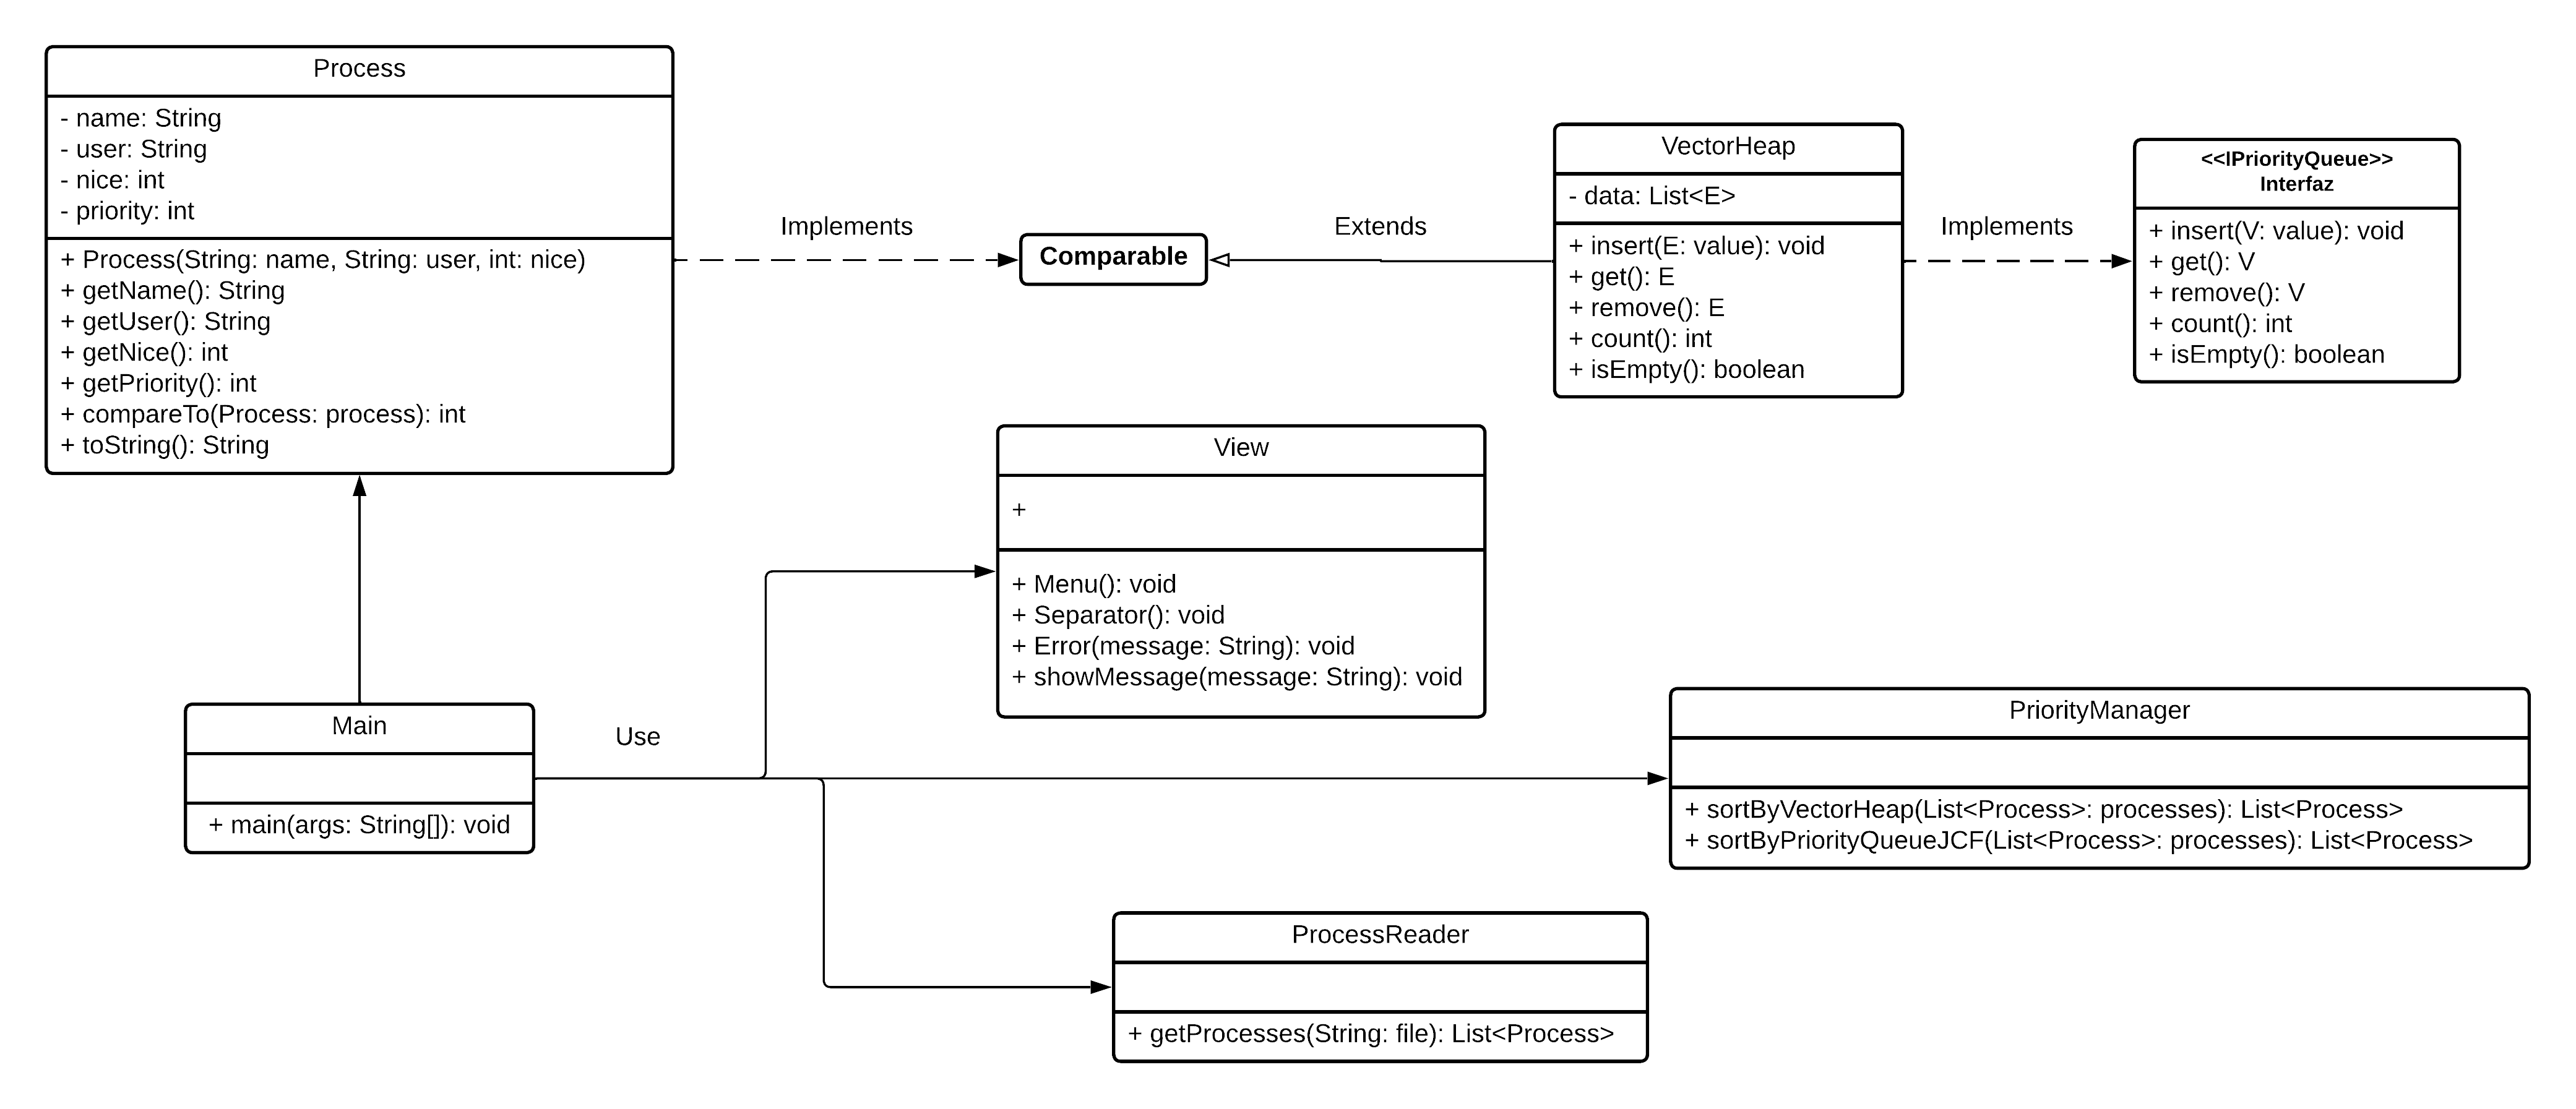 Process
- name: String
- user: String
- nice: int
- priority: int
+ Process(String: name, String: user, int: nice)
+ getName(): String
+ getUser(): String
+ getNice(): int
+ getPriority(): int
+ compareTo(Process: process): int
+ toString(): String
Implements
Comparable
Extends
VectorHeap
- data: List<E>
+ insert(E: value): void
+ get(): E
+ remove(): E
+ count(): int
+ isEmpty(): boolean
Implements
<<IPriorityQueue>>
Interfaz
+ insert(V: value): void
+ get(): V
+ remove(): V
+ count(): int
+ isEmpty(): boolean
View
+
+ Menu(): void
+ Separator(): void
+ Error(message: String): void
+ showMessage(message: String): void
Main
+ main(args: String[]): void
Use
PriorityManager
+ sortByVectorHeap(List<Process>: processes): List<Process>
+ sortByPriorityQueueJCF(List<Process>: processes): List<Process>
ProcessReader
+ getProcesses(String: file): List<Process>